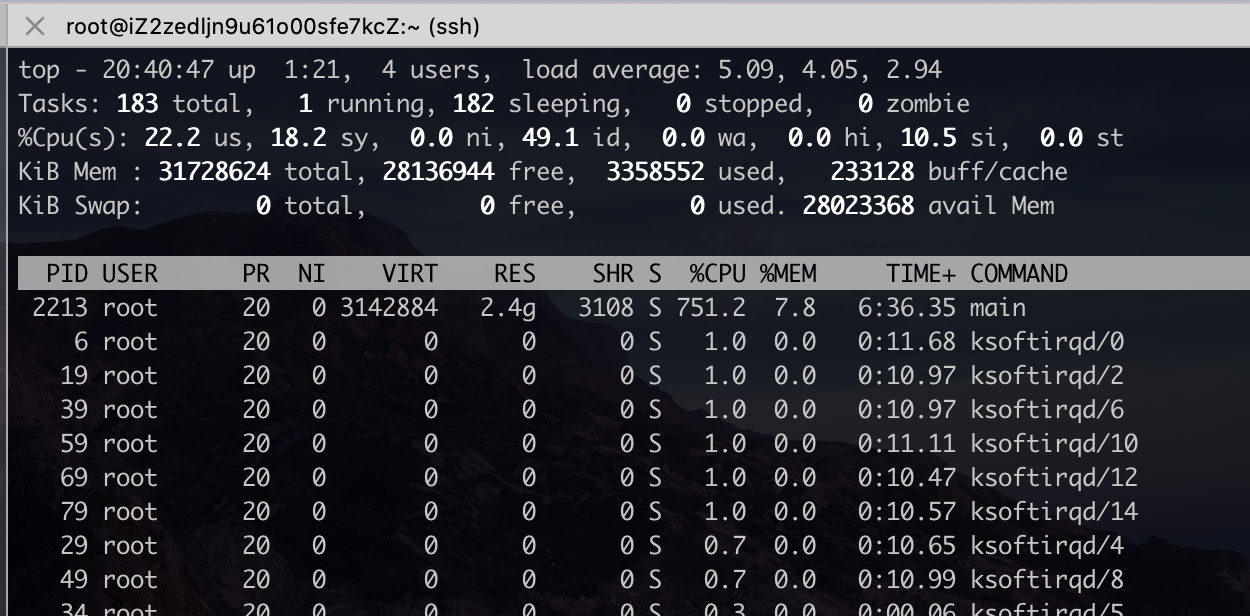 root@iZ2zedljn9u61o00sfe7kcZ:~ (ssh)
top - 20:40:47 up  1:21,  4 users,  load average: 5.09, 4.05, 2.94
Tasks: 183 total,   1 running, 182 sleeping,   0 stopped,   0 zombie
%Cpu(s): 22.2 us, 18.2 sy,  0.0 ni, 49.1 id,  0.0 wa,  0.0 hi, 10.5 si,  0.0 st
KiB Mem : 31728624 total, 28136944 free,  3358552 used,   233128 buff/cache
KiB Swap:        0 total,        0 free,        0 used. 28023368 avail Mem
PID USER      PR  NI    VIRT    RES    SHR S  %CPU %MEM     TIME+ COMMAND
2213 root      20   0 3142884   2.4g   3108 S 751.2  7.8   6:36.35 main
6 root      20   0       0      0      0 S   1.0  0.0   0:11.68 ksoftirqd/0
19 root      20   0       0      0      0 S   1.0  0.0   0:10.97 ksoftirqd/2
39 root      20   0       0      0      0 S   1.0  0.0   0:10.97 ksoftirqd/6
59 root      20   0       0      0      0 S   1.0  0.0   0:11.11 ksoftirqd/10
69 root      20   0       0      0      0 S   1.0  0.0   0:10.47 ksoftirqd/12
79 root      20   0       0      0      0 S   1.0  0.0   0:10.57 ksoftirqd/14
29 root      20   0       0      0      0 S   0.7  0.0   0:10.65 ksoftirqd/4
49 root      20   0       0      0      0 S   0.7  0.0   0:10.99 ksoftirqd/8
34 root      20   0       0      0      0 S   0.3  0.0   0:00.06 ksoftirqd/5